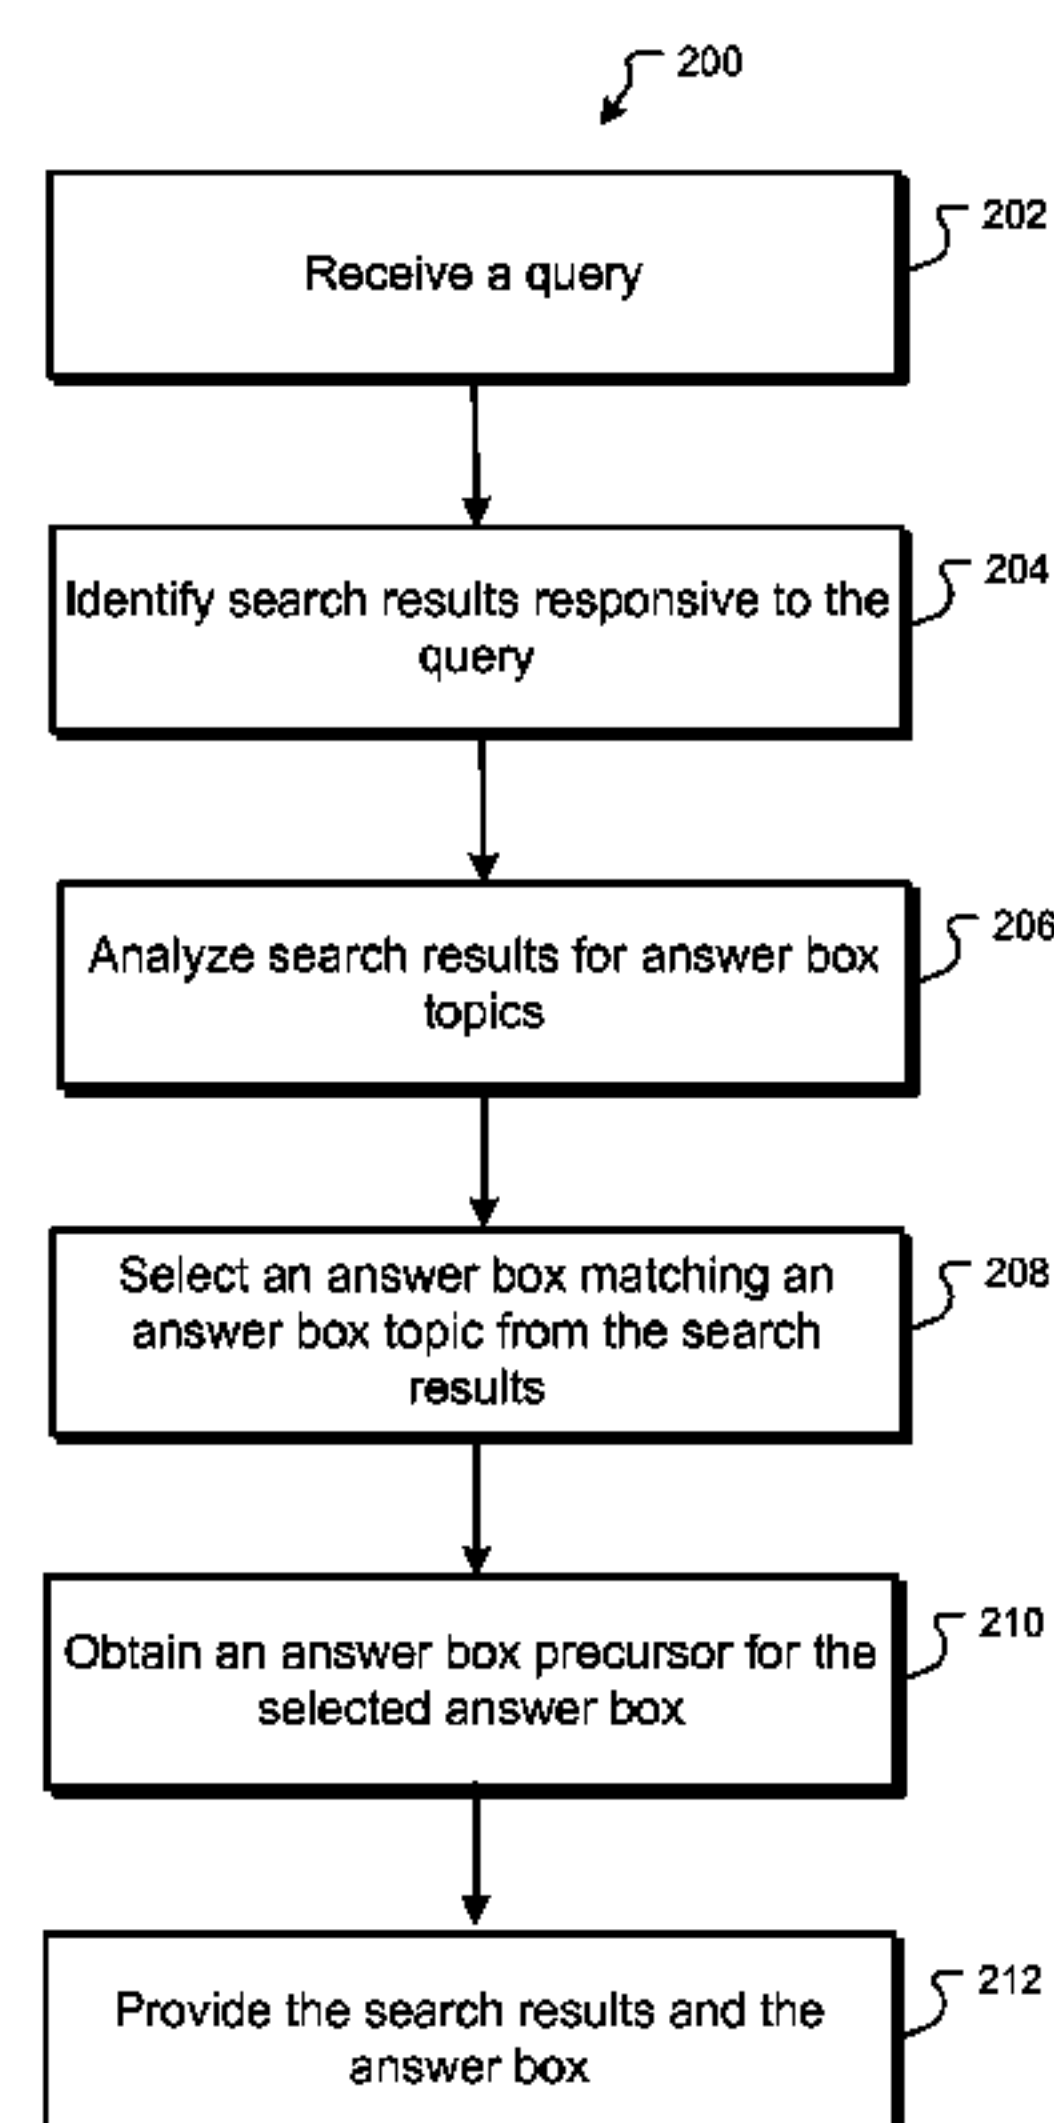 200
Receive a query
202
Identify search results responsive to the
query
204
Analyze search results for answer box
topics
206
Select an answer box matching an
answer box topic from the search
results
208
Obtain an answer box precursor for the
selected answer box
210
Provide the search results and the
answer box
212